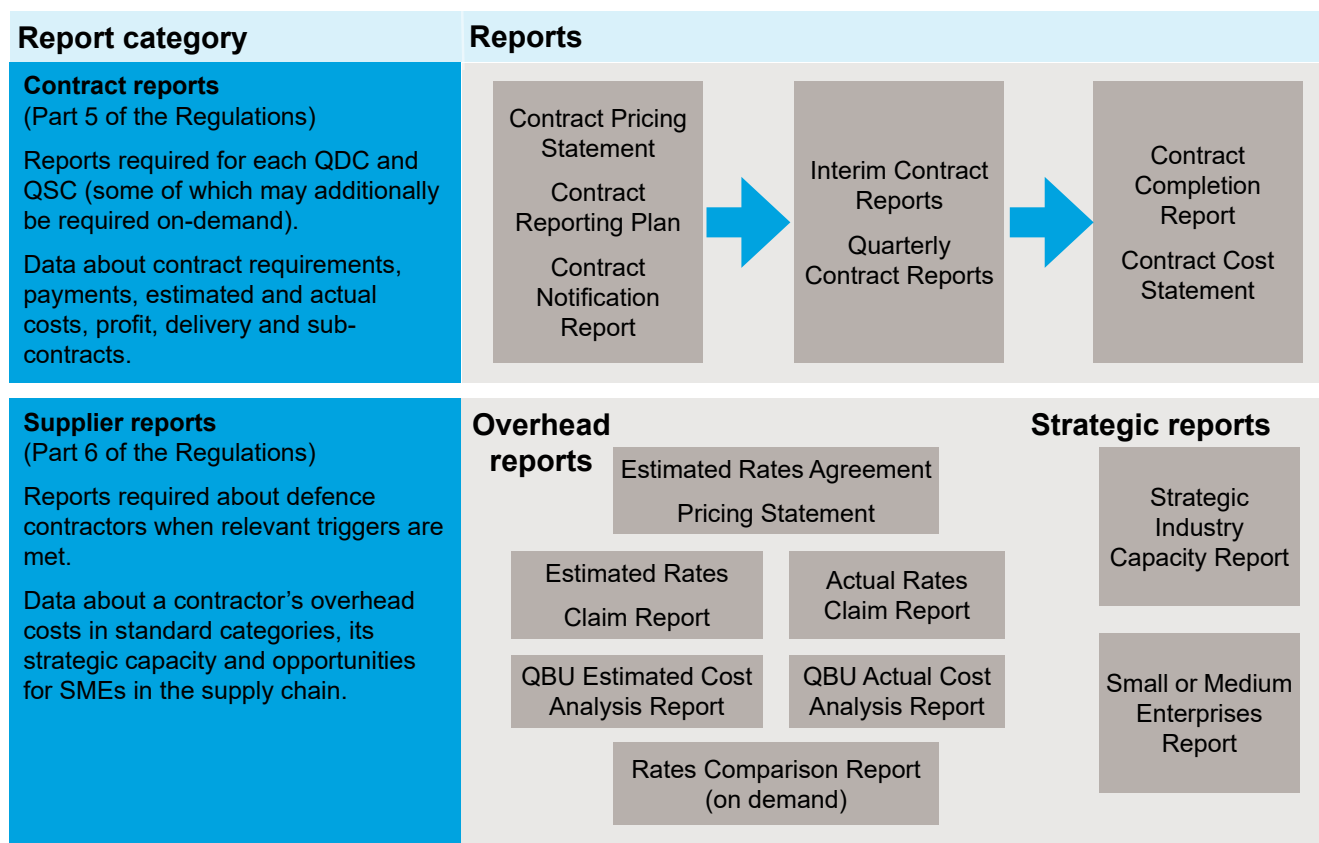 Report category
Reports
Contract reports
(Part 5 of the Regulations)
Reports required for each QDC and
QSC (some of which may additionally
be required on-demand).
Data about contract requirements,
payments, estimated and actual
costs, profit, delivery and sub-
contracts.
Contract Pricing
Statement
Contract
Reporting Plan
Contract
Notification
Report
Interim Contract
Reports
Quarterly
Contract Reports
Contract
Completion
Report
Contract Cost
Statement
Supplier reports
(Part 6 of the Regulations)
Reports required about defence
contractors when relevant triggers are
met.
Data about a contractor’s overhead
costs in standard categories, its
strategic capacity and opportunities
for SMEs in the supply chain.
Overhead
reports
Estimated Rates Agreement
Pricing Statement
Estimated Rates
Claim Report
Actual Rates
Claim Report
QBU Estimated Cost
Analysis Report
QBU Actual Cost
Analysis Report
Rates Comparison Report
(on demand)
Strategic reports
Strategic
Industry
Capacity Report
Small or Medium
Enterprises
Report